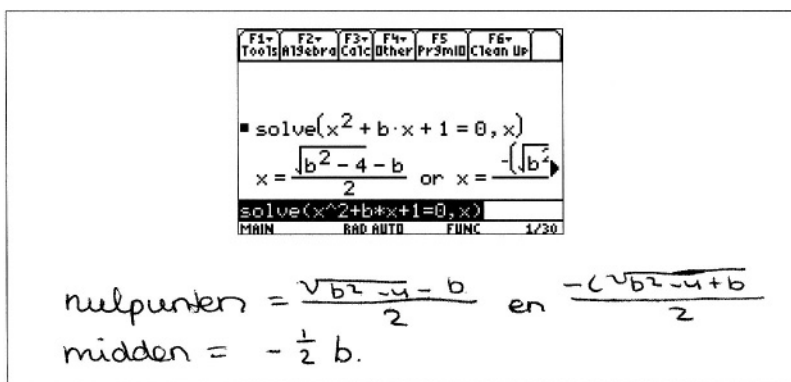 F1▾ Tools F2▾ Algebra F3▾ Calc F4▾ Other F5 PrgmIO F6▾ Clean Up
▪ solve(x² + b·x + 1 = 0, x)
x = (√(b² - 4) - b)/2 or x = -(√b²
solve(x^2+b*x+1=0,x)
MAIN RAD AUTO FUNC 1/30
nulpunten = (√(b² - 4) - b)/2 en -(√(b² - 4 + b)/2
midden = - ½ b.